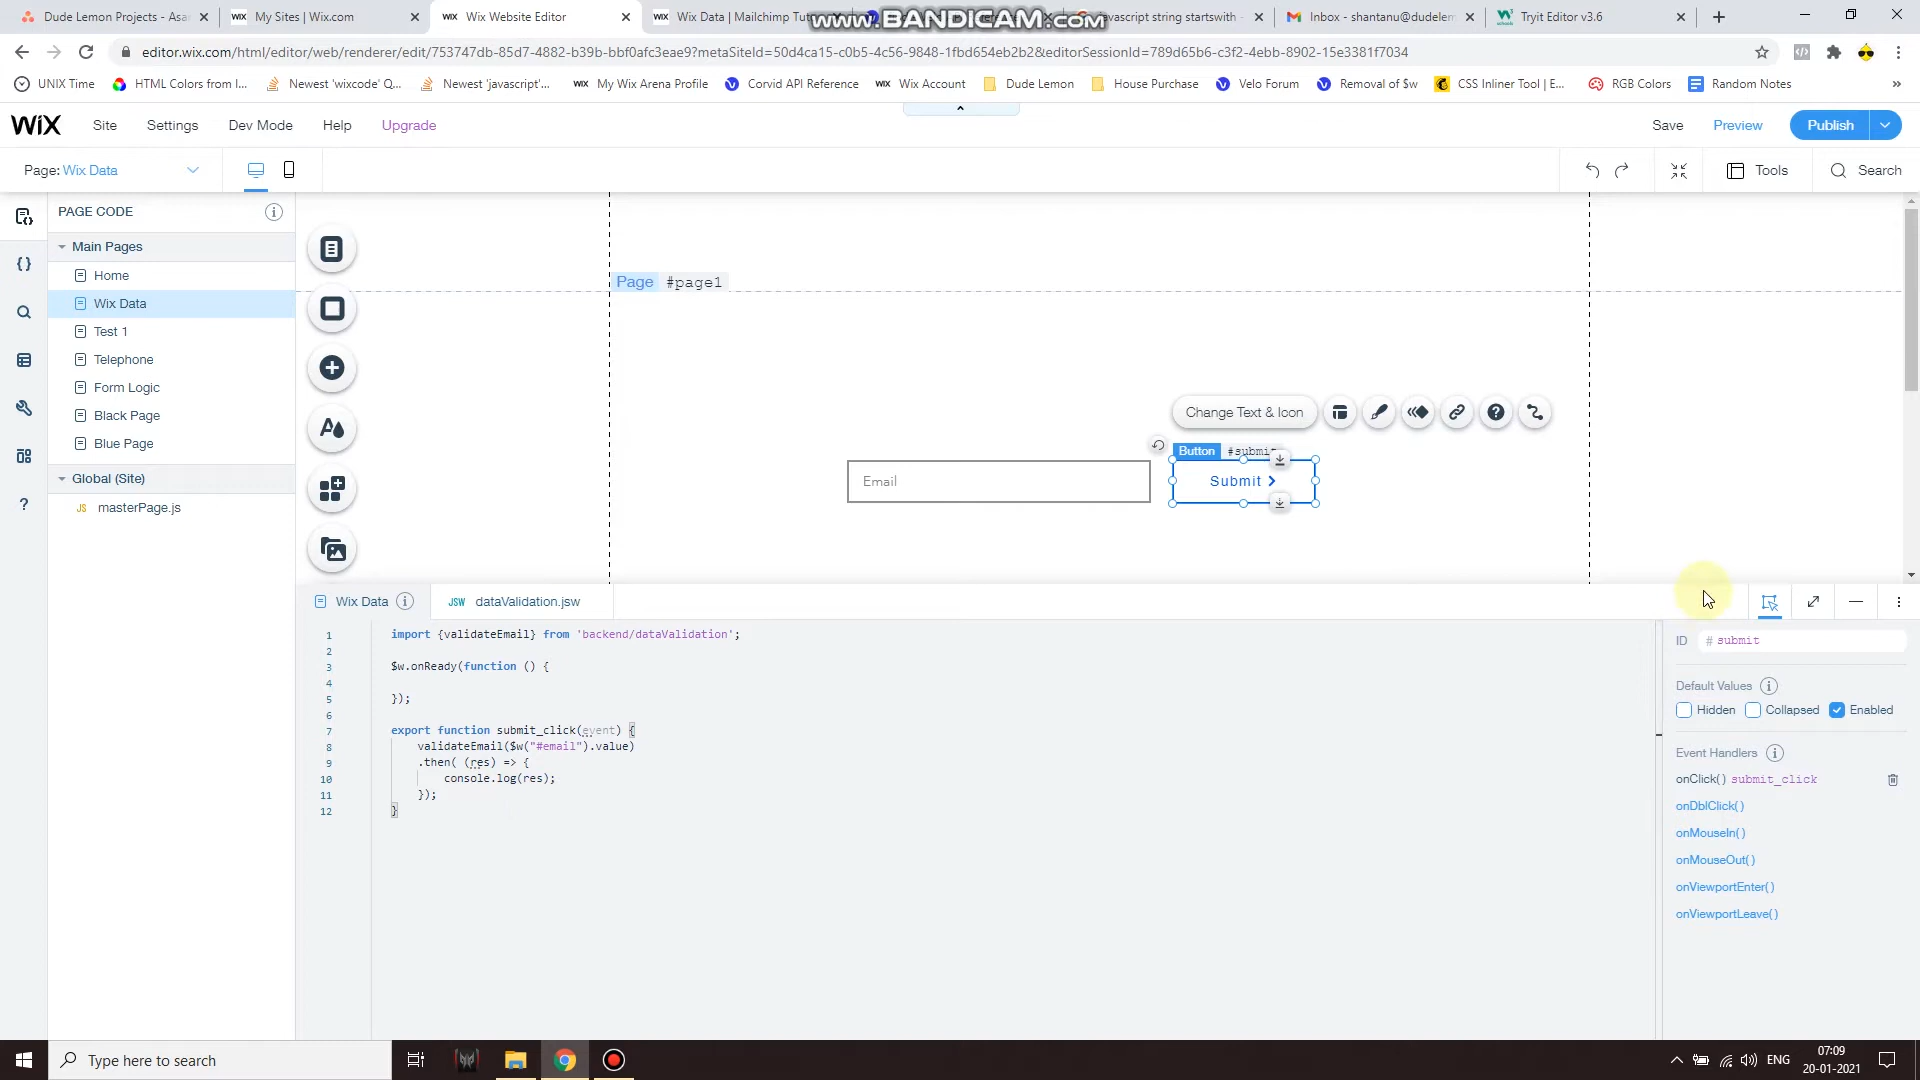 Dude Lemon Projects - Asa
My Sites | Wix.com
Wix Website Editor
Wix Data | Mailchimp Tut
www.BANDICAM.com
javascript string startswith -
Inbox - shantanu@dudelem
Tryit Editor v3.6
editor.wix.com/html/editor/web/renderer/edit/753747db-85d7-4882-b39b-bbf0afc3eae9?metaSiteId=50d4ca15-c0b5-4c56-9848-1fbd654eb2b2&editorSessionId=789d65b6-c3f2-4ebb-8902-15e3381f7034
UNIX Time
HTML Colors from I...
Newest 'wixcode' Q...
Newest 'javascript'...
My Wix Arena Profile
Corvid API Reference
Wix Account
Dude Lemon
House Purchase
Velo Forum
Removal of $w
CSS Inliner Tool | E...
RGB Colors
Random Notes
»
WiX
Site
Settings
Dev Mode
Help
Upgrade
Save
Preview
Publish
Page: Wix Data
Tools
Search
PAGE CODE
Main Pages
Home
Wix Data
Test 1
Telephone
Form Logic
Black Page
Blue Page
Global (Site)
JS masterPage.js
Page #page1
Change Text & Icon
Button #submit
Email
Submit
Wix Data
JSW dataValidation.jsw
1 import {validateEmail} from 'backend/dataValidation';
2
3 $w.onReady(function () {
4
5 });
6
7 export function submit_click(event) {
8 validateEmail($w("#email").value)
9 .then( (res) => {
10 console.log(res);
11 });
12 }
ID # submit
Default Values
Hidden
Collapsed
Enabled
Event Handlers
onClick() submit_click
onDblClick()
onMouseIn()
onMouseOut()
onViewportEnter()
onViewportLeave()
Type here to search
ENG
07:09
20-01-2021